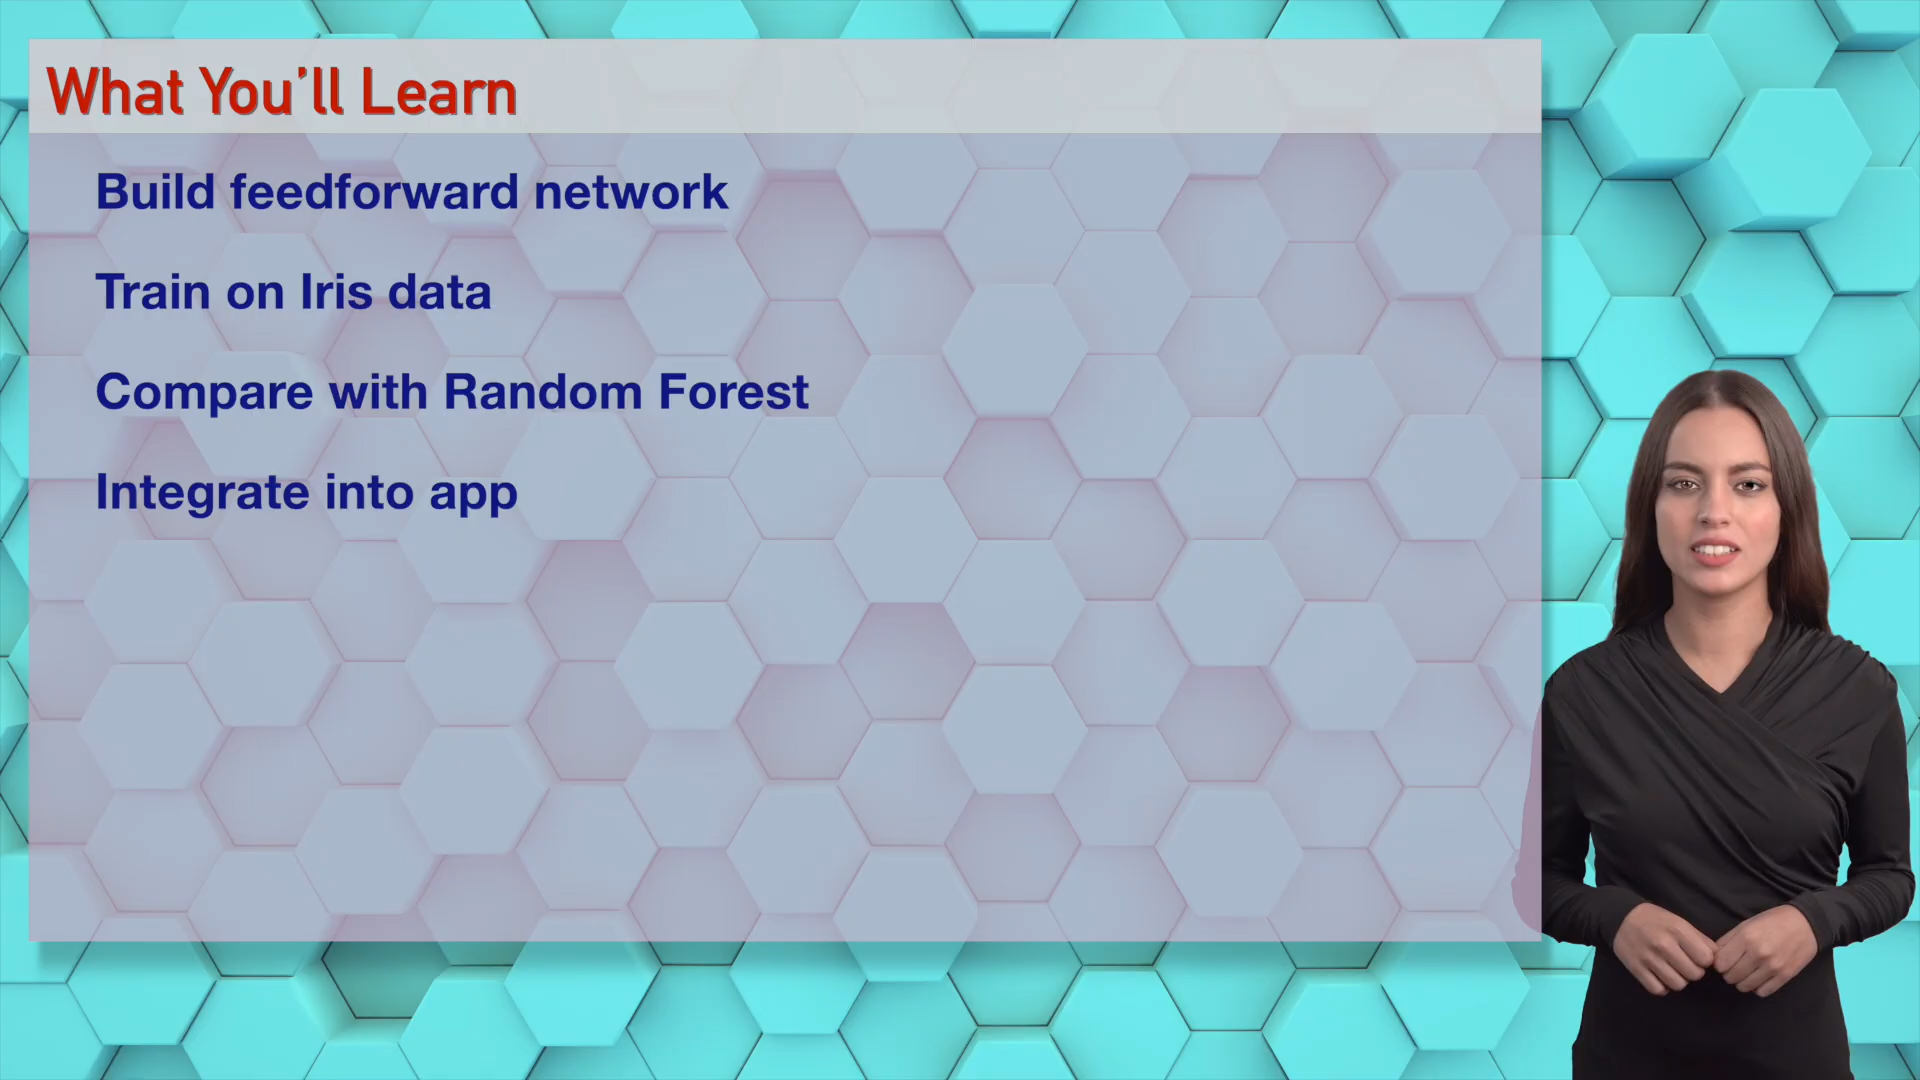 What You'll Learn
Build feedforward network
Train on Iris data
Compare with Random Forest
Integrate into app